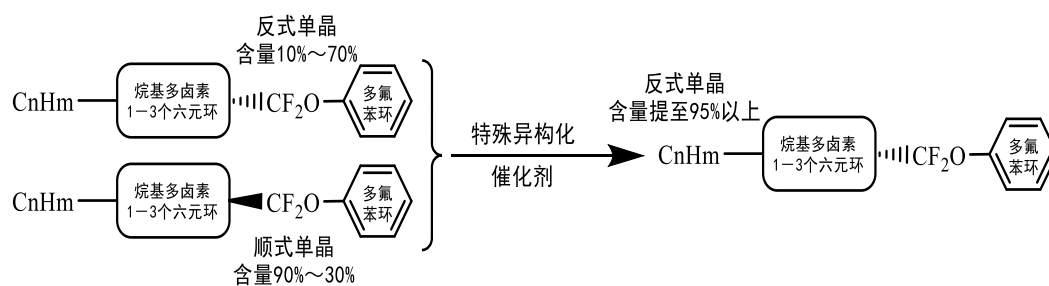 反式单晶
含量10%~70%
CnHm
烷基多卤素
1-3个六元环
CF₂O
多氟
苯环
CnHm
烷基多卤素
1-3个六元环
CF₂O
多氟
苯环
顺式单晶
含量90%~30%
特殊异构化
催化剂
反式单晶
含量提至95%以上
CnHm
烷基多卤素
1-3个六元环
CF₂O
多氟
苯环